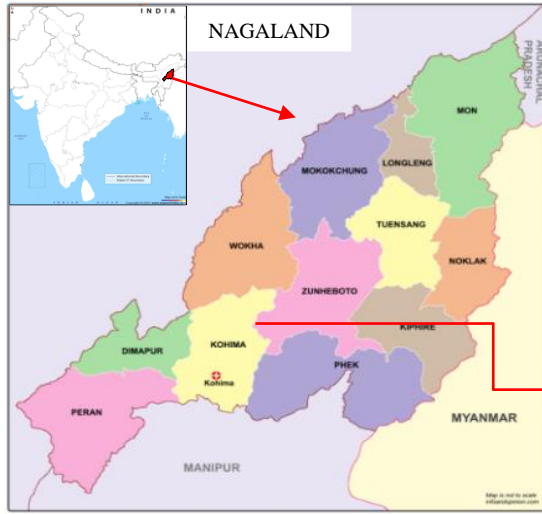 INDIA
NAGALAND
ARUNACHAL
PRADESH
MON
LONGLENG
MOKOKCHUNG
TUENSANG
WOKHA
NOKLAK
ZUNHEBOTO
KIPHIRE
DIMAPUR
KOHIMA
PHEK
Kohima
PERAN
MYANMAR
MANIPUR
Map is not to scale